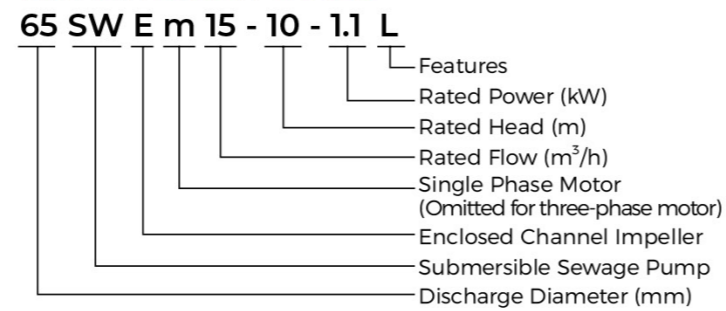 65 SW E m 15 - 10 - 1.1 L
Features
Rated Power (kW)
Rated Head (m)
Rated Flow (m³/h)
Single Phase Motor
(Omitted for three-phase motor)
Enclosed Channel Impeller
Submersible Sewage Pump
Discharge Diameter (mm)